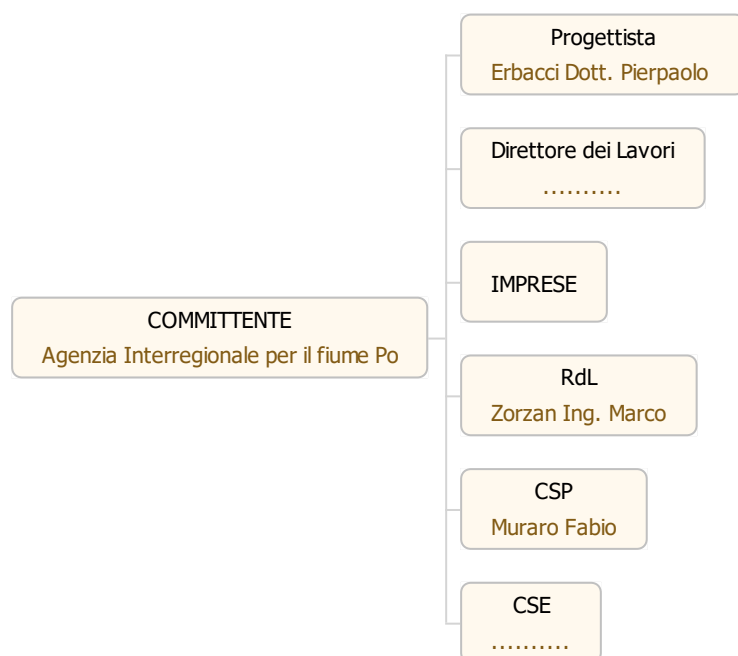 Progettista
Erbacci Dott. Pierpaolo
Direttore dei Lavori
..........
IMPRESE
COMMITTENTE
Agenzia Interregionale per il fiume Po
RdL
Zorzan Ing. Marco
CSP
Muraro Fabio
CSE
..........